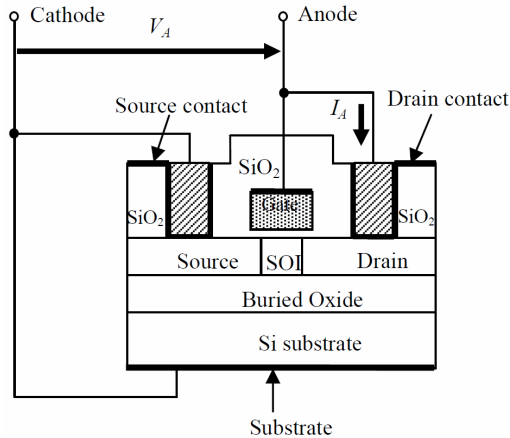 Cathode
Anode
V_A
Source contact
I_A
Drain contact
SiO₂
SiO₂
Gate
SiO₂
Source
SOI
Drain
Buried Oxide
Si substrate
Substrate